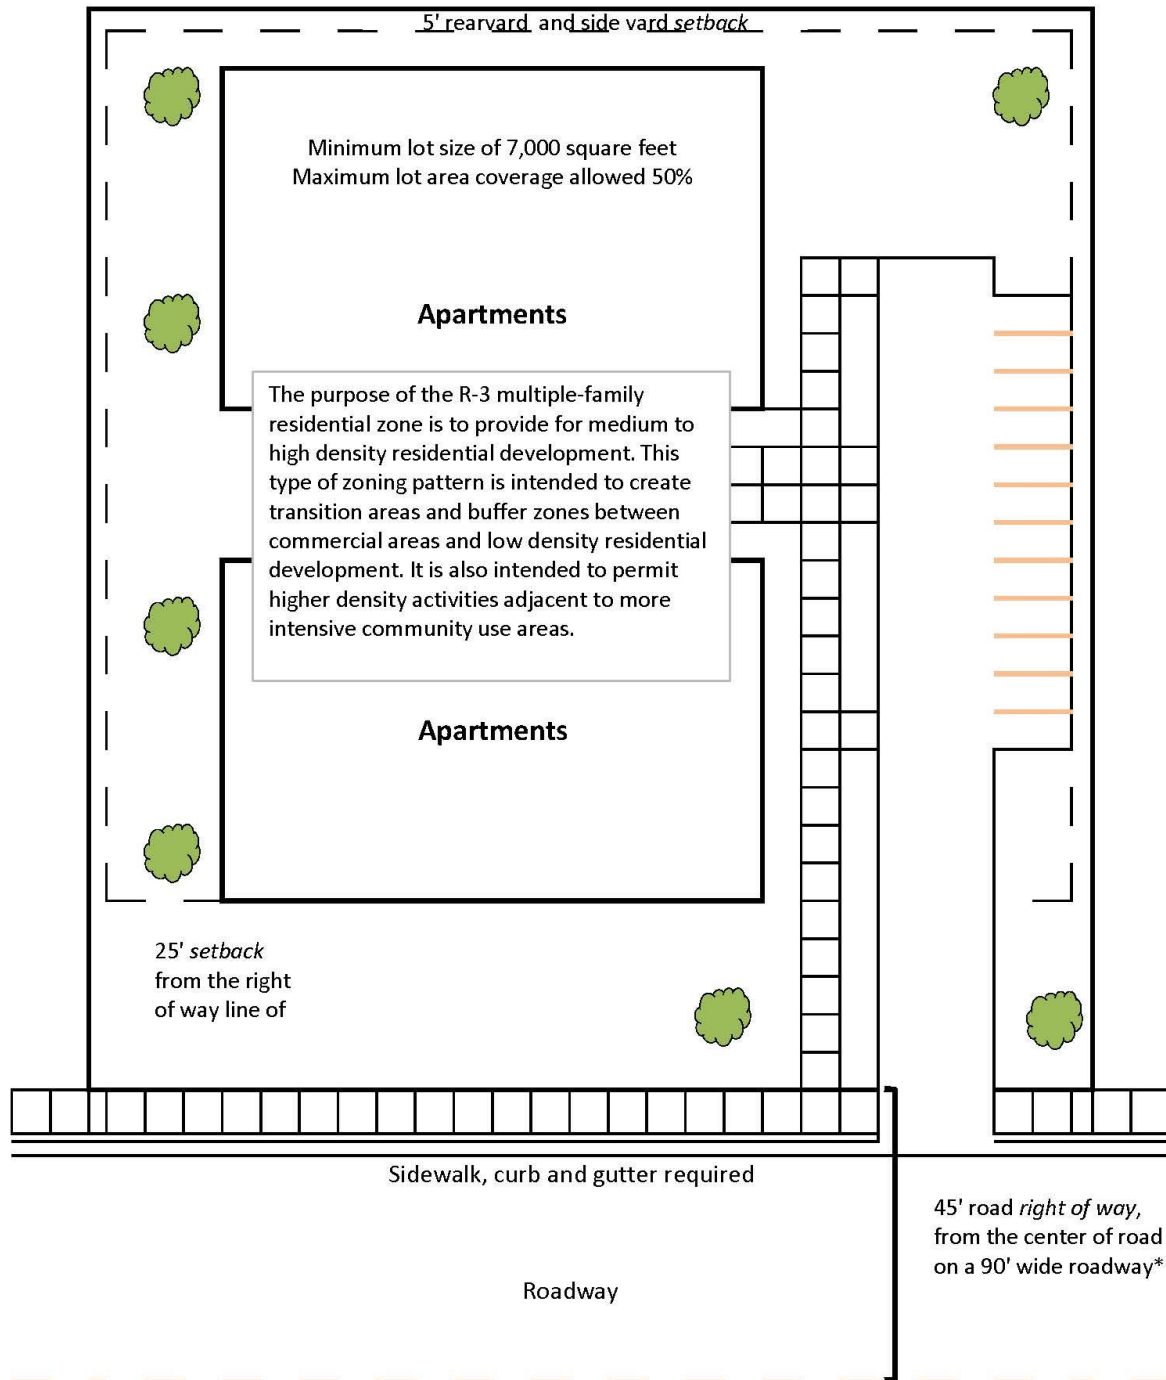 5' rearvard and side vard setback
Minimum lot size of 7,000 square feet
Maximum lot area coverage allowed 50%
Apartments
The purpose of the R-3 multiple-family
residential zone is to provide for medium to
high density residential development. This
type of zoning pattern is intended to create
transition areas and buffer zones between
commercial areas and low density residential
development. It is also intended to permit
higher density activities adjacent to more
intensive community use areas.
Apartments
25' setback
from the right
of way line of
Sidewalk, curb and gutter required
45' road right of way,
from the center of road
on a 90' wide roadway*
Roadway